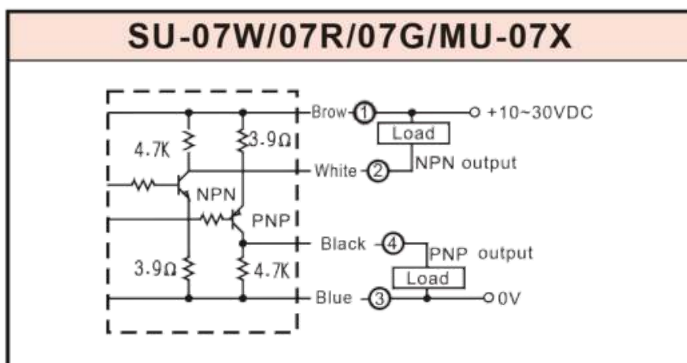 SU-07W/07R/07G/MU-07X
Brow 1 +10~30VDC
4.7K 3.9Ω Load
White 2 NPN output
NPN
PNP
Black 4 PNP output
3.9Ω 4.7K Load
Blue 3 0V